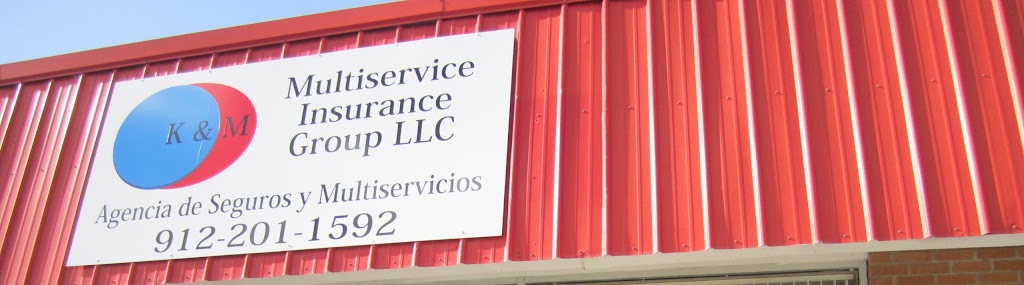 K & M
Multiservice
Insurance
Group LLC
Agencia de Seguros y Multiservicios
912-201-1592